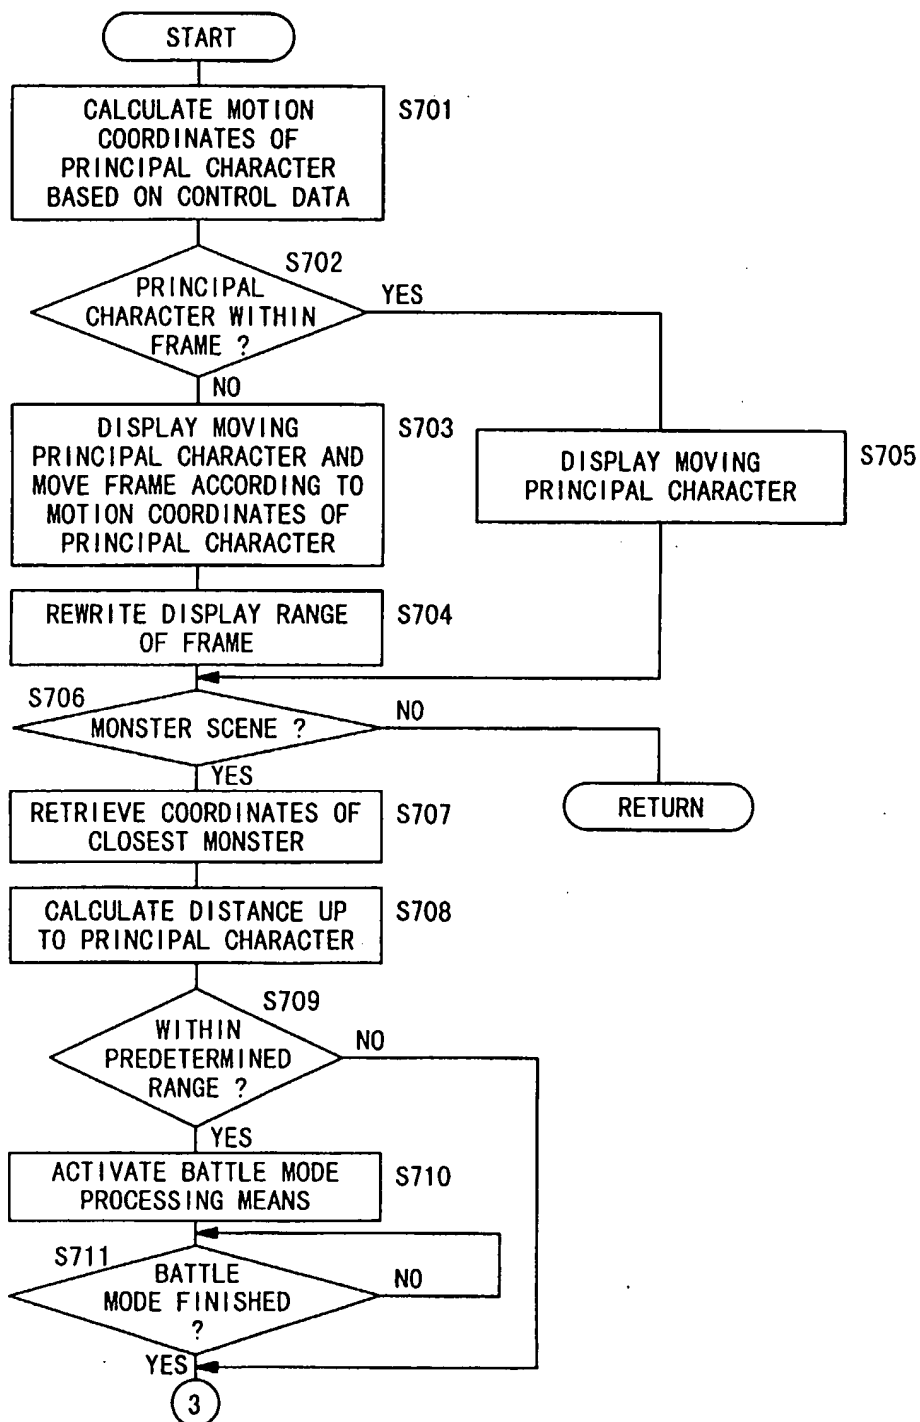 START
CALCULATE MOTION
COORDINATES OF
PRINCIPAL CHARACTER
BASED ON CONTROL DATA
S701
S702
PRINCIPAL
CHARACTER WITHIN
FRAME ?
YES
NO
DISPLAY MOVING
PRINCIPAL CHARACTER AND
MOVE FRAME ACCORDING TO
MOTION COORDINATES OF
PRINCIPAL CHARACTER
S703
DISPLAY MOVING
PRINCIPAL CHARACTER
S705
REWRITE DISPLAY RANGE
OF FRAME
S704
S706
MONSTER SCENE ?
NO
YES
RETURN
RETRIEVE COORDINATES OF
CLOSEST MONSTER
S707
CALCULATE DISTANCE UP
TO PRINCIPAL CHARACTER
S708
S709
WITHIN
PREDETERMINED
RANGE ?
NO
YES
ACTIVATE BATTLE MODE
PROCESSING MEANS
S710
S711
BATTLE
MODE FINISHED
?
NO
YES
3